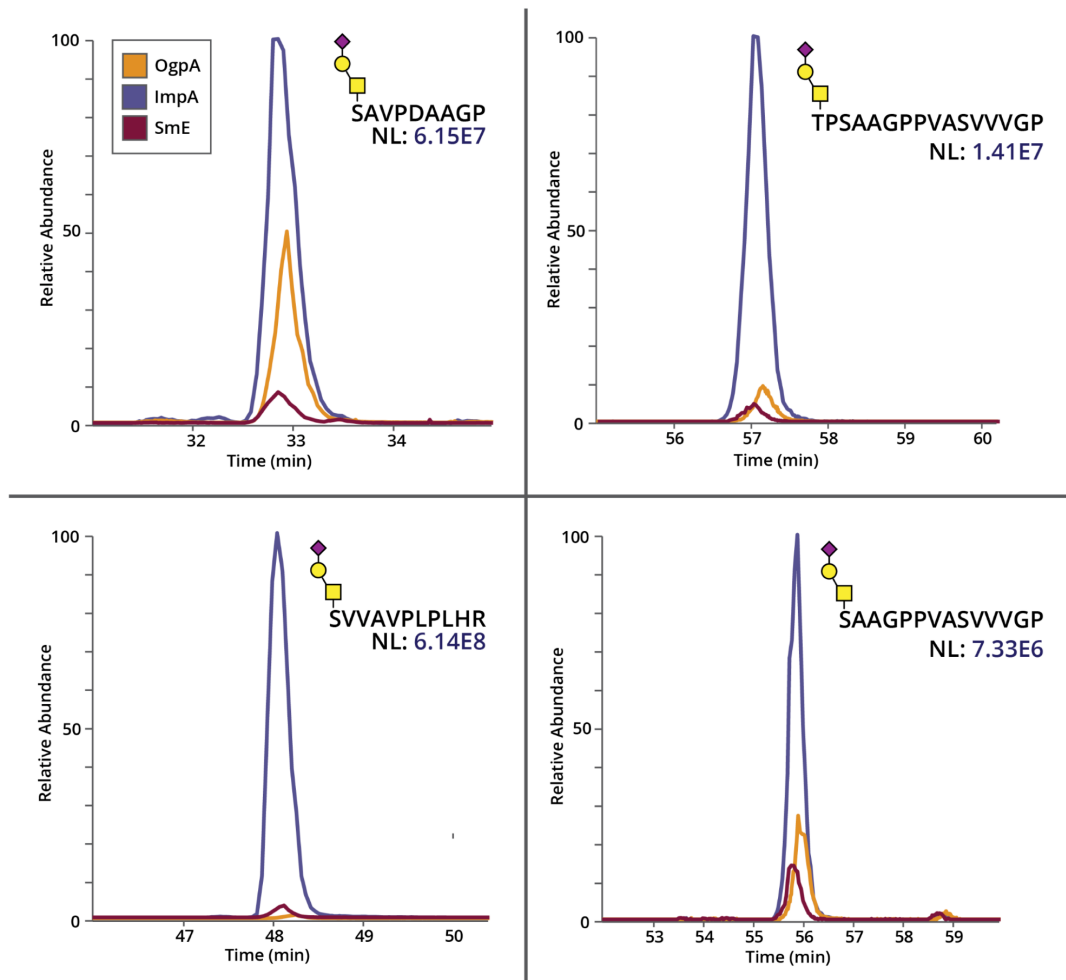 100
OgpA
ImpA
SmE
SAVPDAAGP
NL: 6.15E7
50
0
Relative Abundance
32
33
34
Time (min)
100
TPSAAGPPVASVVVGP
NL: 1.41E7
50
0
Relative Abundance
56
57
58
59
60
Time (min)
100
SVVAVPLPLHR
NL: 6.14E8
50
0
Relative Abundance
47
48
49
50
Time (min)
100
SAAGPPVASVVVGP
NL: 7.33E6
50
0
Relative Abundance
53
54
55
56
57
58
59
Time (min)